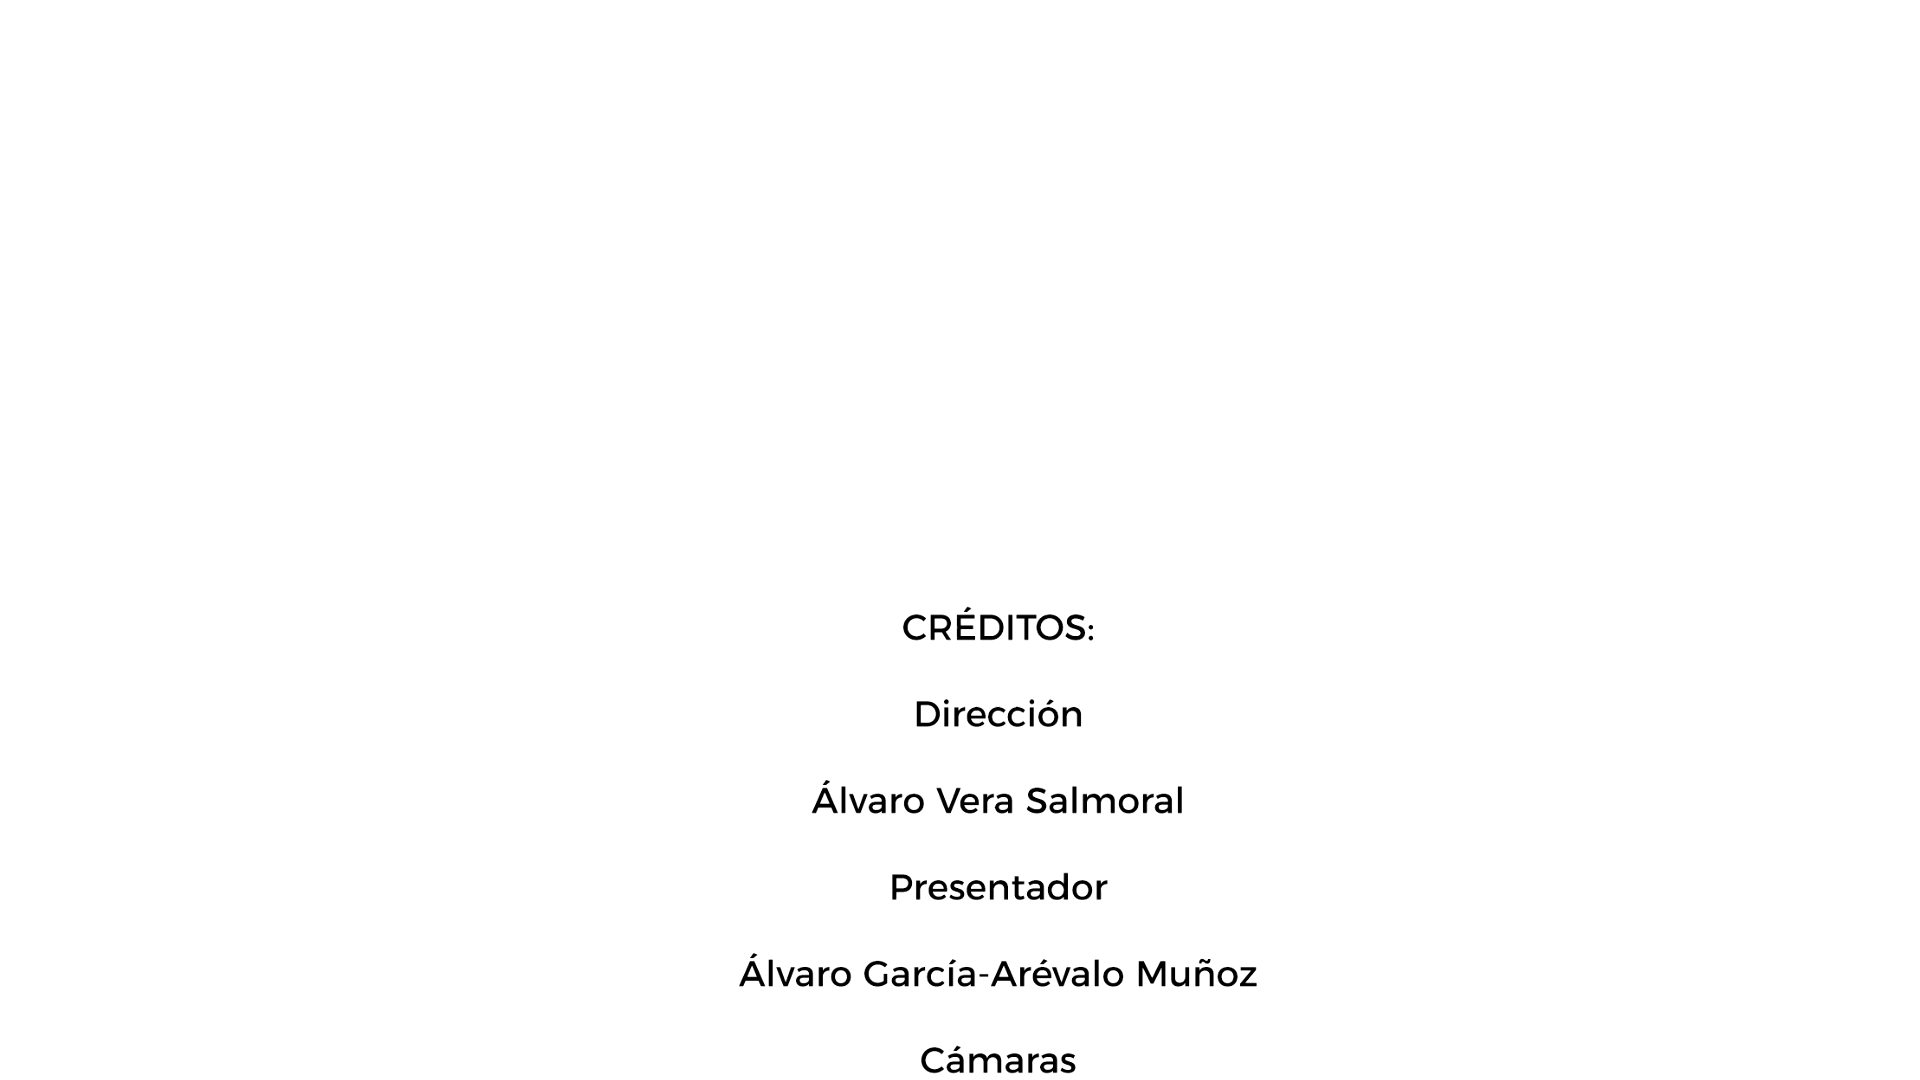 CRÉDITOS:
Dirección
Álvaro Vera Salmoral
Presentador
Álvaro García-Arévalo Muñoz
Cámaras